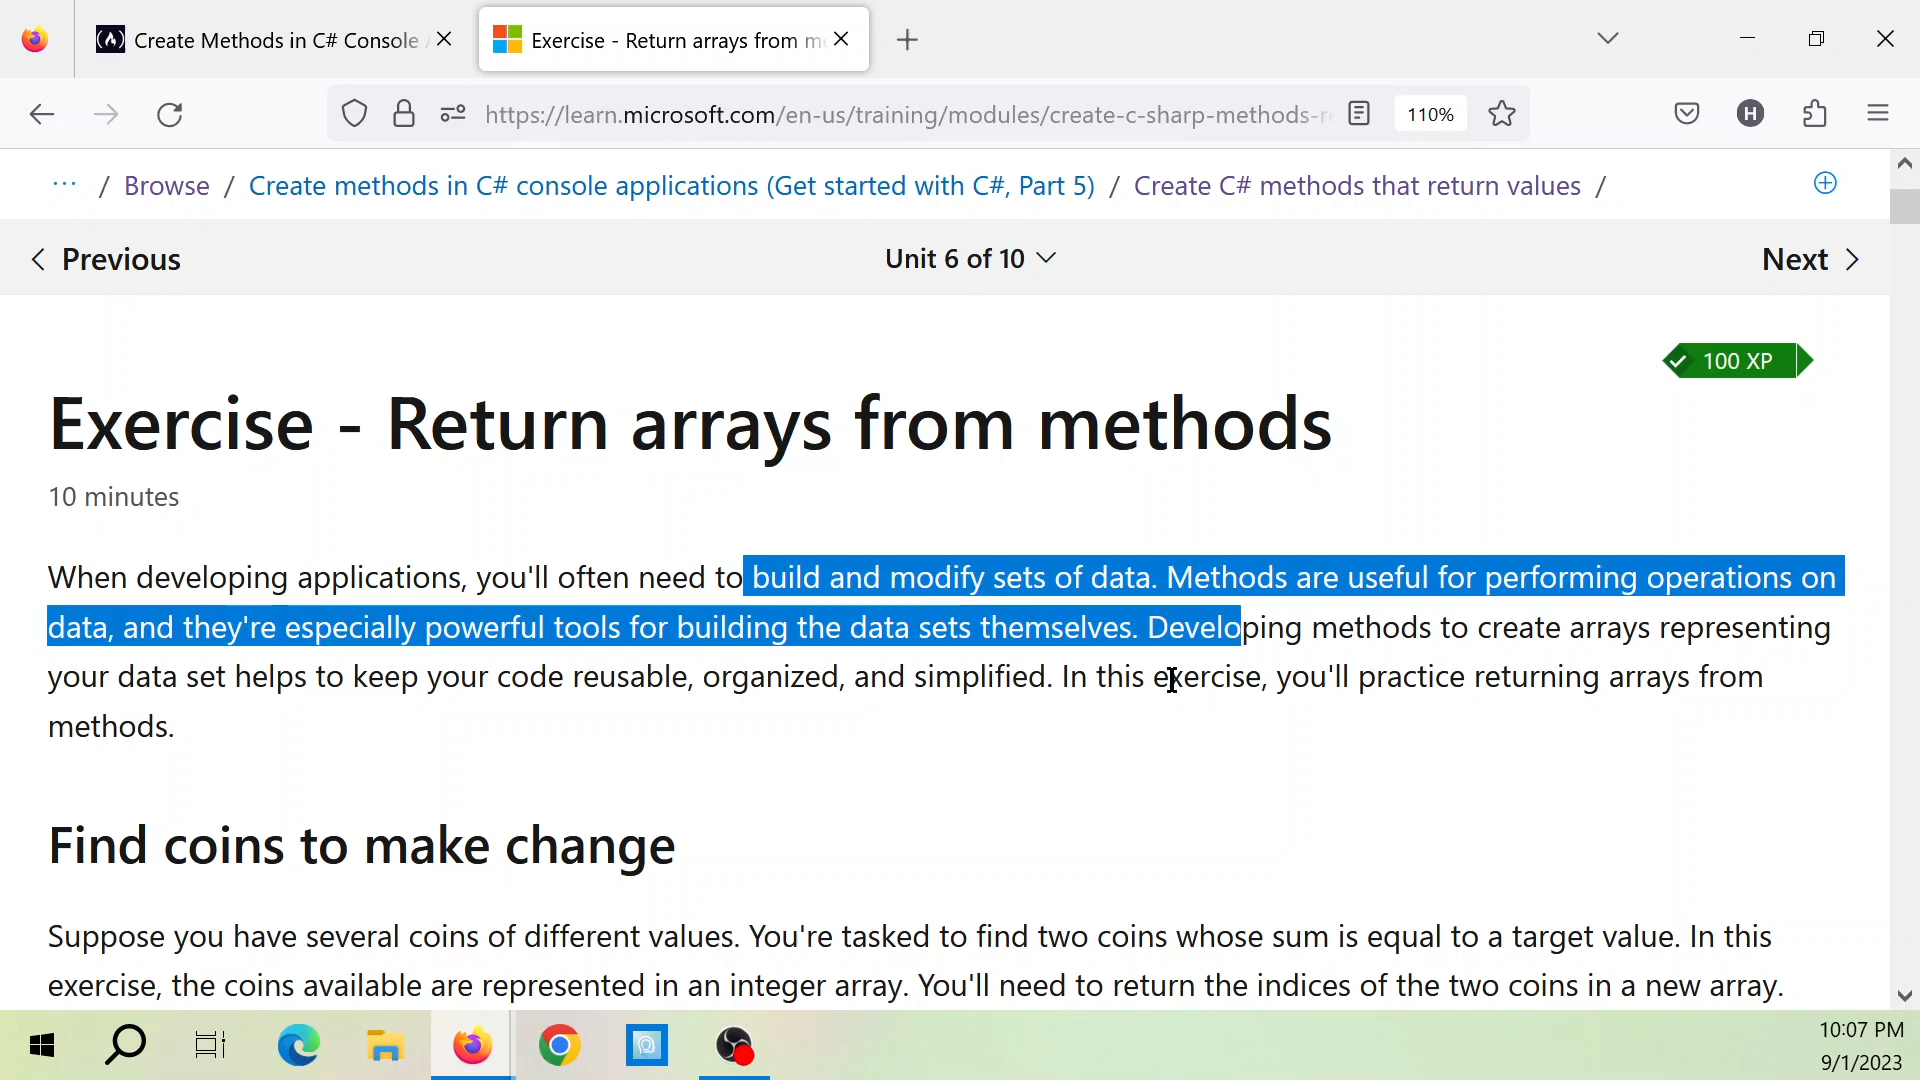 Create Methods in C# Console
Exercise - Return arrays from m
https://learn.microsoft.com/en-us/training/modules/create-c-sharp-methods-r
110%
H
... / Browse / Create methods in C# console applications (Get started with C#, Part 5) / Create C# methods that return values /
Previous
Unit 6 of 10
Next
100 XP
Exercise - Return arrays from methods
10 minutes
When developing applications, you'll often need to build and modify sets of data. Methods are useful for performing operations on
data, and they're especially powerful tools for building the data sets themselves. Developing methods to create arrays representing
your data set helps to keep your code reusable, organized, and simplified. In this exercise, you'll practice returning arrays from
methods.
Find coins to make change
Suppose you have several coins of different values. You're tasked to find two coins whose sum is equal to a target value. In this
exercise, the coins available are represented in an integer array. You'll need to return the indices of the two coins in a new array.
10:07 PM
9/1/2023